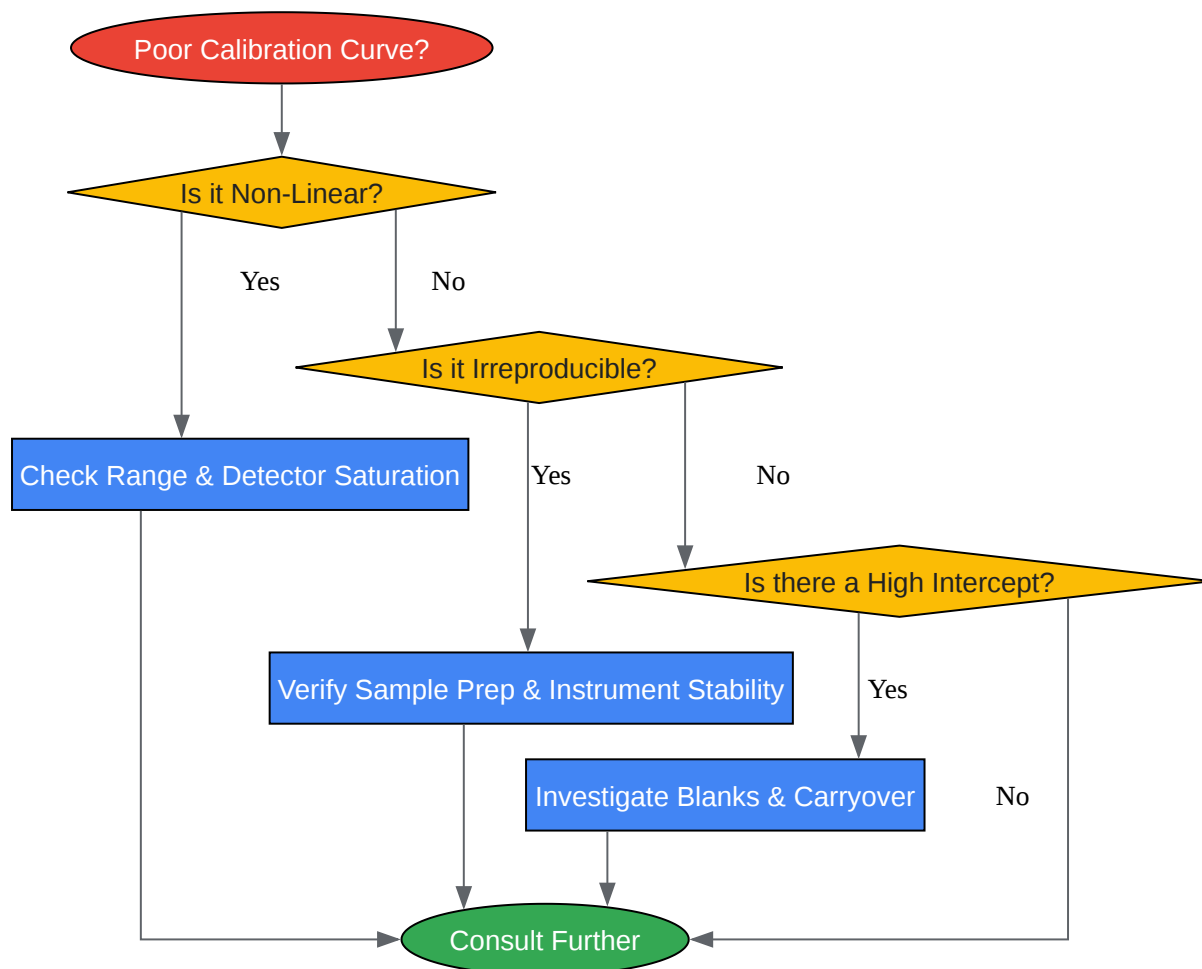 Poor Calibration Curve?
Is it Non-Linear?
Yes
No
Is it Irreproducible?
Check Range & Detector Saturation
Yes
No
Is there a High Intercept?
Verify Sample Prep & Instrument Stability
Yes
Investigate Blanks & Carryover
No
Consult Further